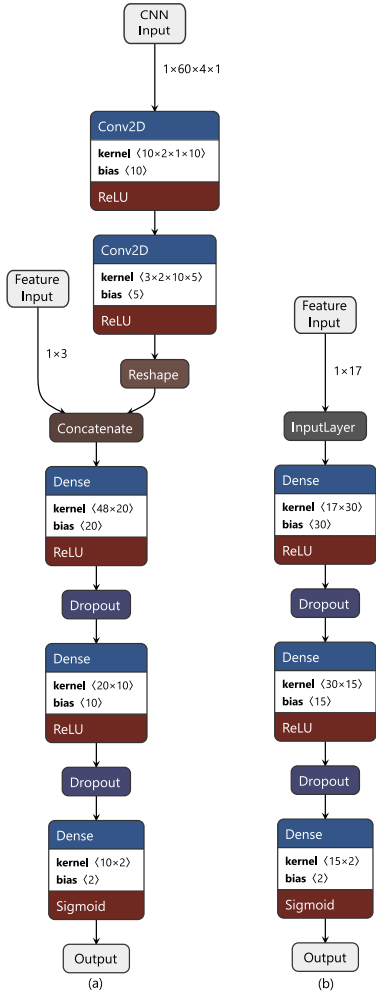 CNN
Input
1×60×4×1
Conv2D
kernel ⟨10×2×1×10⟩
bias ⟨10⟩
ReLU
Conv2D
kernel ⟨3×2×10×5⟩
bias ⟨5⟩
ReLU
Feature
Input
1×3
Reshape
Concatenate
Dense
kernel ⟨48×20⟩
bias ⟨20⟩
ReLU
Dropout
Dense
kernel ⟨20×10⟩
bias ⟨10⟩
ReLU
Dropout
Dense
kernel ⟨10×2⟩
bias ⟨2⟩
Sigmoid
Output
(a)
Feature
Input
1×17
InputLayer
Dense
kernel ⟨17×30⟩
bias ⟨30⟩
ReLU
Dropout
Dense
kernel ⟨30×15⟩
bias ⟨15⟩
ReLU
Dropout
Dense
kernel ⟨15×2⟩
bias ⟨2⟩
Sigmoid
Output
(b)